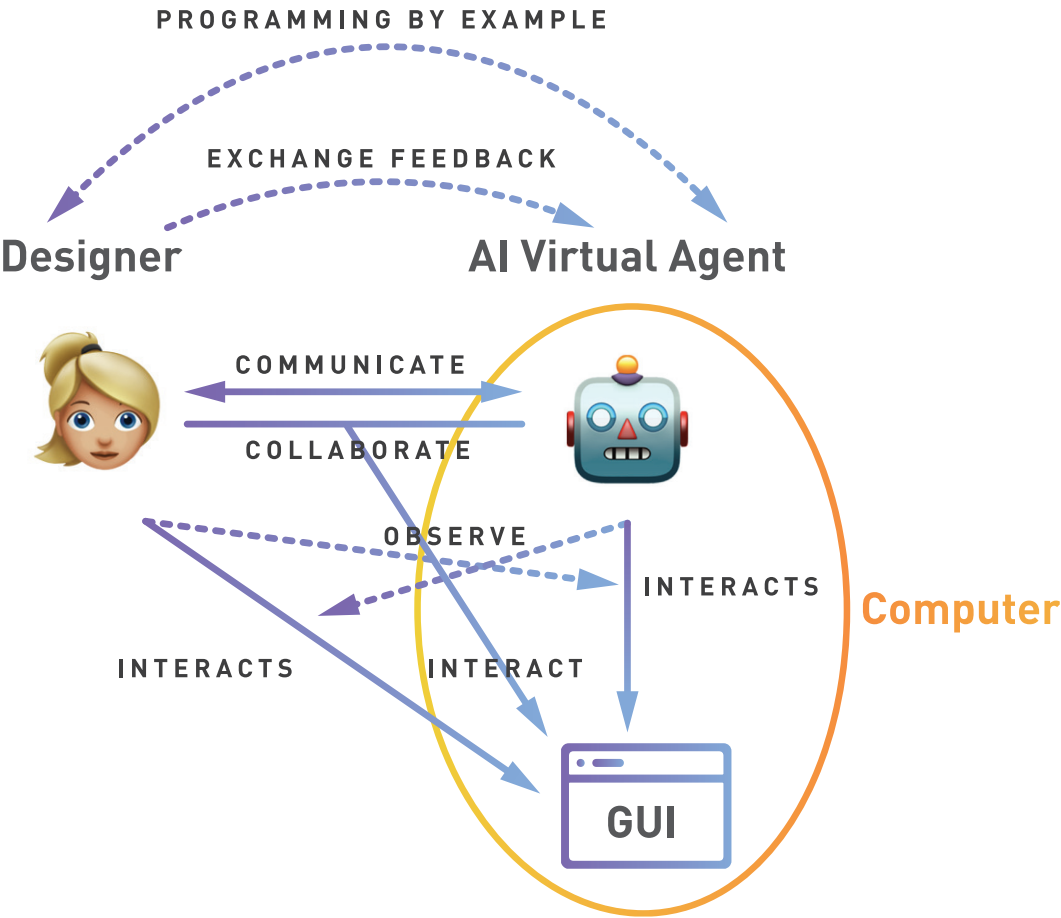 PROGRAMMING BY EXAMPLE
EXCHANGE FEEDBACK
Designer
AI Virtual Agent
COMMUNICATE
COLLABORATE
OBSERVE
INTERACTS
Computer
INTERACTS
INTERACT
GUI